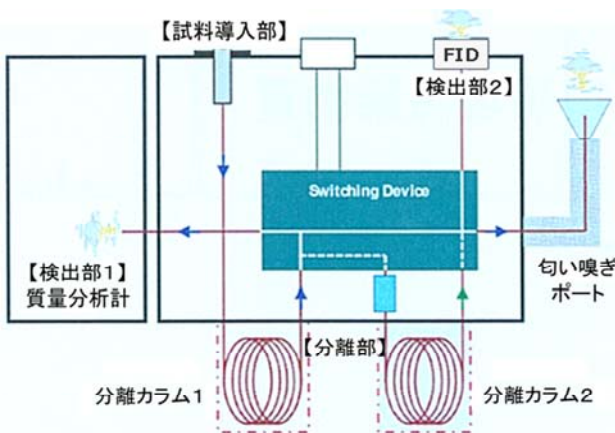 【試料導入部】
FID
【検出部2】
Switching Device
【検出部1】
質量分析計
匂い嗅ぎ
ポート
【分離部】
分離カラム1
分離カラム2